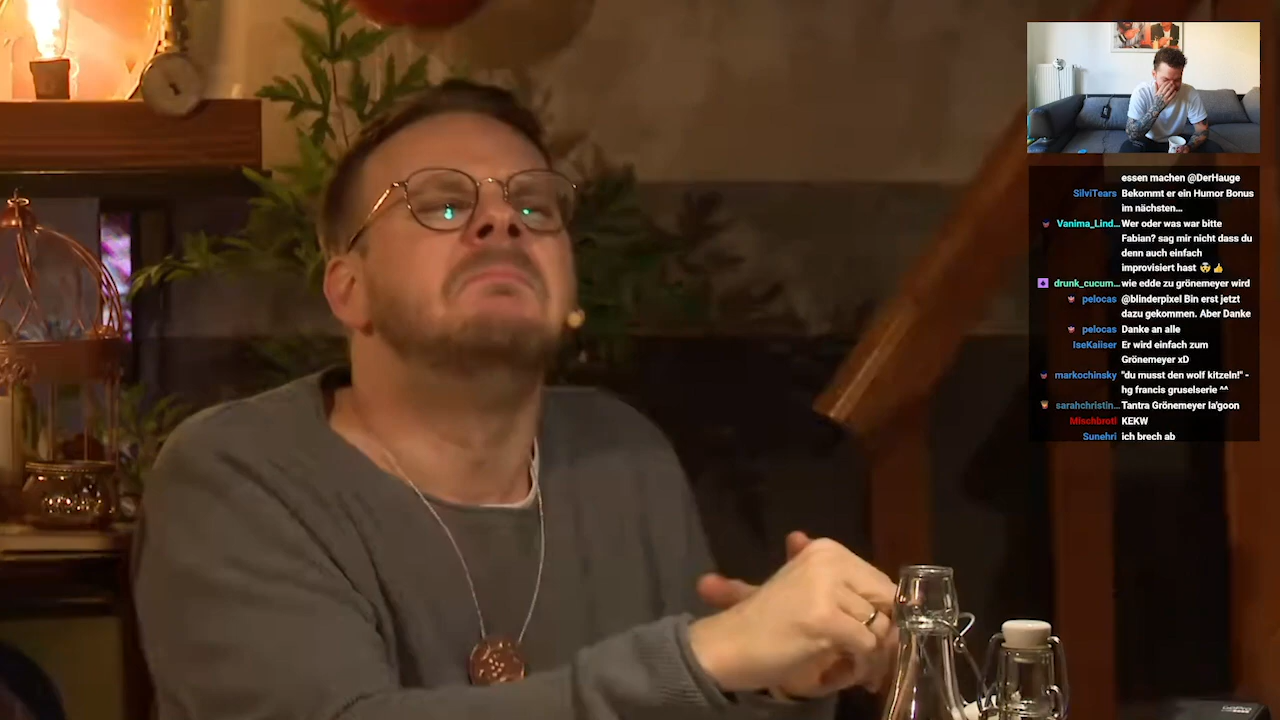 essen machen @DerHauge
SilviTears Bekommt er ein Humor Bonus
im nächsten...
Vanima_Lind... Wer oder was war bitte
Fabian? sag mir nicht dass du
denn auch einfach
improvisiert hast 🤯👍
drunk_cucum... wie edde zu grönemeyer wird
pelocas @blinderpixel Bin erst jetzt
dazu gekommen. Aber Danke
pelocas Danke an alle
IseKaiiser Er wird einfach zum
Grönemeyer xD
markochinsky "du musst den wolf kitzeln!" -
hg francis gruselserie ^^
sarahchristin... Tantra Grönemeyer la'goon
Mischbrotl KEKW
Sunehri ich brech ab
GoPro